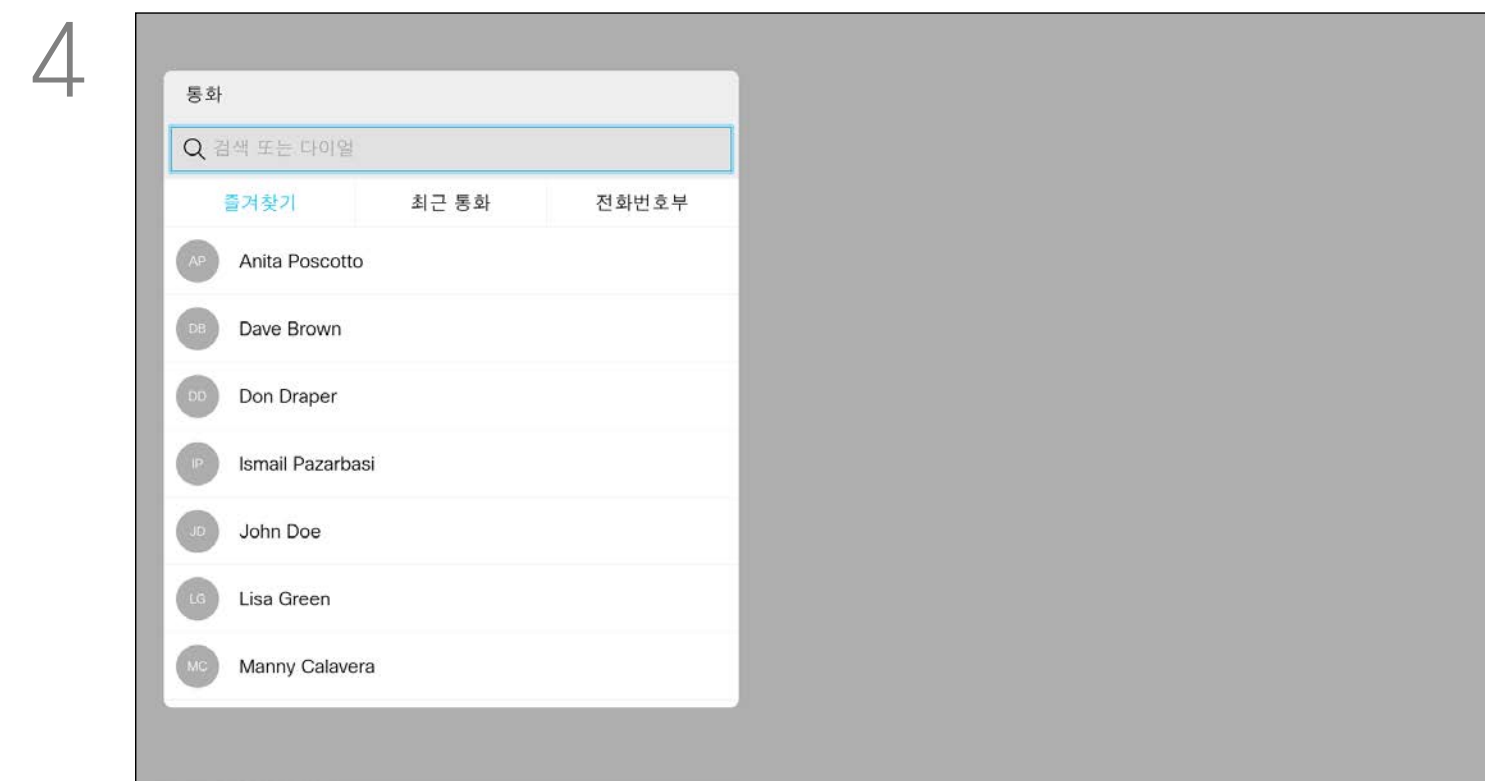 4
통화
검색 또는 다이얼
즐겨찾기 최근 통화 전화번호부
AP Anita Poscotto
DB Dave Brown
DD Don Draper
IP Ismail Pazarbasi
JD John Doe
LG Lisa Green
MC Manny Calavera